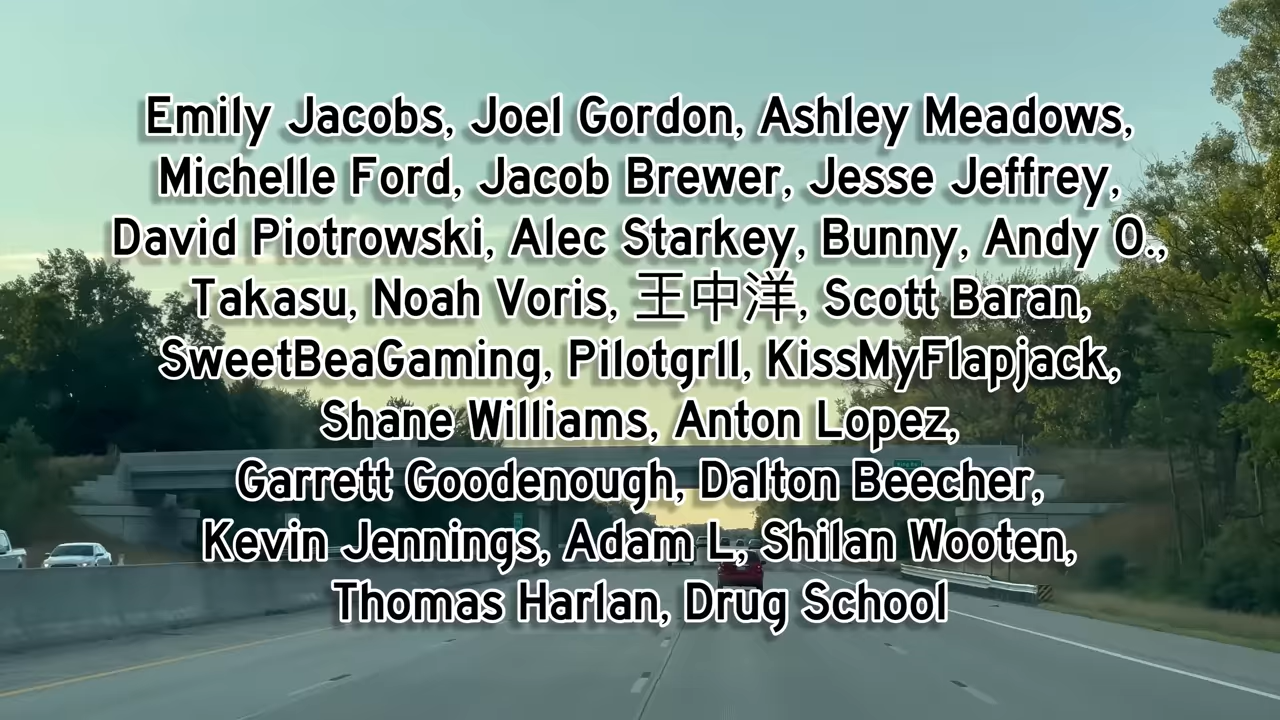 Emily Jacobs, Joel Gordon, Ashley Meadows,
Michelle Ford, Jacob Brewer, Jesse Jeffrey,
David Piotrowski, Alec Starkey, Bunny, Andy O.,
Takasu, Noah Voris, 王中洋, Scott Baran,
SweetBeaGaming, Pilotgrll, KissMyFlapjack,
Shane Williams, Anton Lopez,
Garrett Goodenough, Dalton Beecher,
Kevin Jennings, Adam L, Shilan Wooten,
Thomas Harlan, Drug School